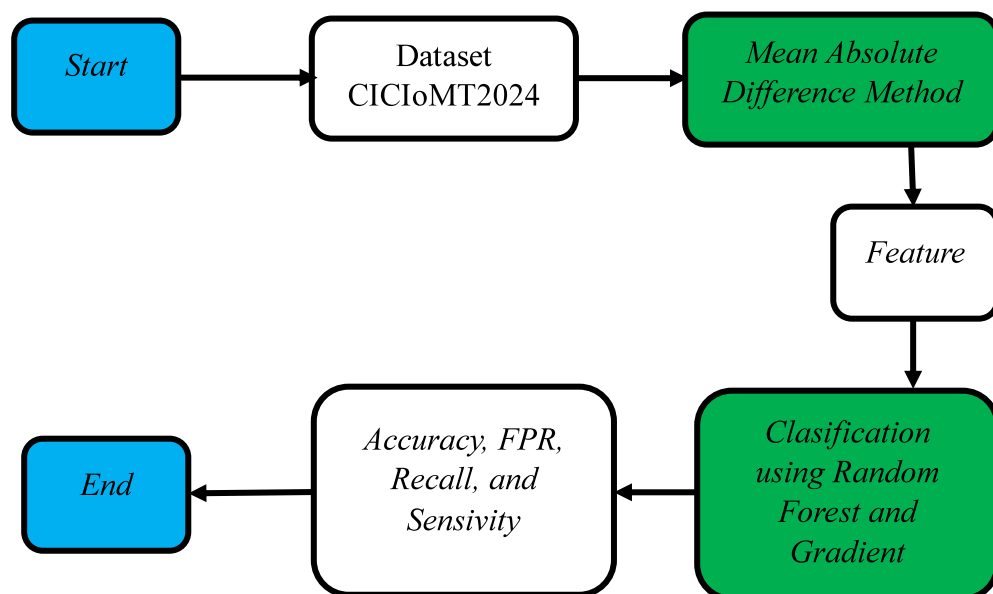 Start
Dataset
CICIoMT2024
Mean Absolute
Difference Method
Feature
Clasification
using Random
Forest and
Gradient
Accuracy, FPR,
Recall, and
Sensivity
End